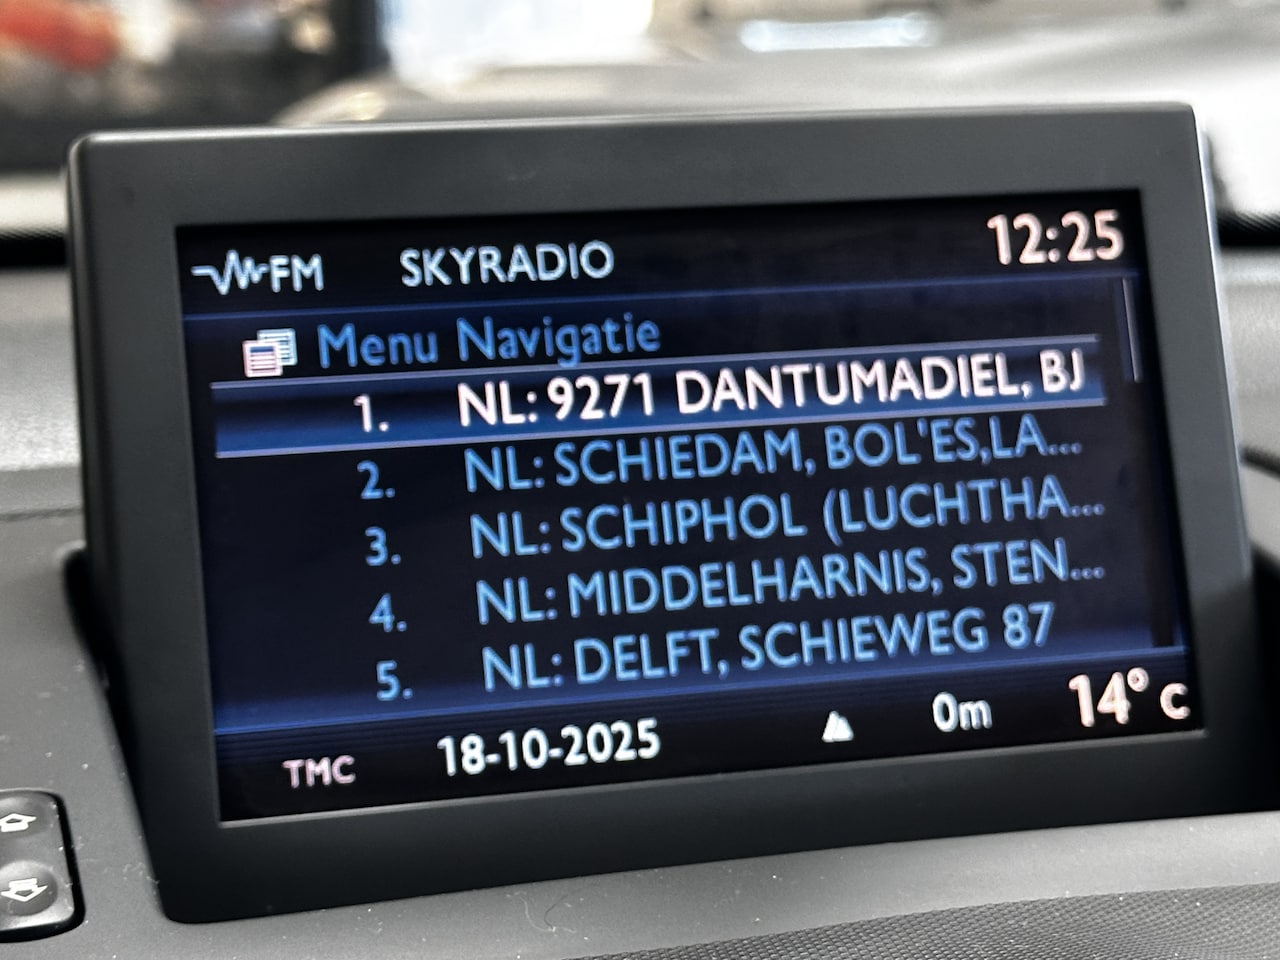 FM SKYRADIO 12:25
Menu Navigatie
1. NL: 9271 DANTUMADIEL, BJ
2. NL: SCHIEDAM, BOL'ES,LA...
3. NL: SCHIPHOL (LUCHTHA...
4. NL: MIDDELHARNIS, STEN...
5. NL: DELFT, SCHIEWEG 87
TMC 18-10-2025 0m 14° C